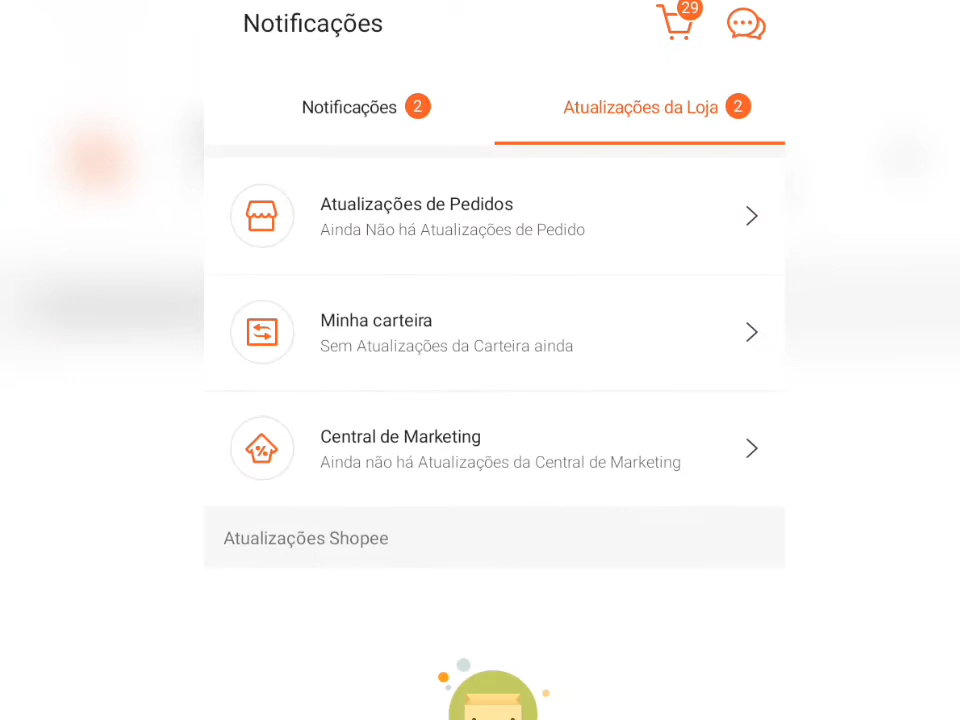 Notificações
29
Notificações 2
Atualizações da Loja 2
Atualizações de Pedidos
Ainda Não há Atualizações de Pedido
Minha carteira
Sem Atualizações da Carteira ainda
Central de Marketing
Ainda não há Atualizações da Central de Marketing
Atualizações Shopee